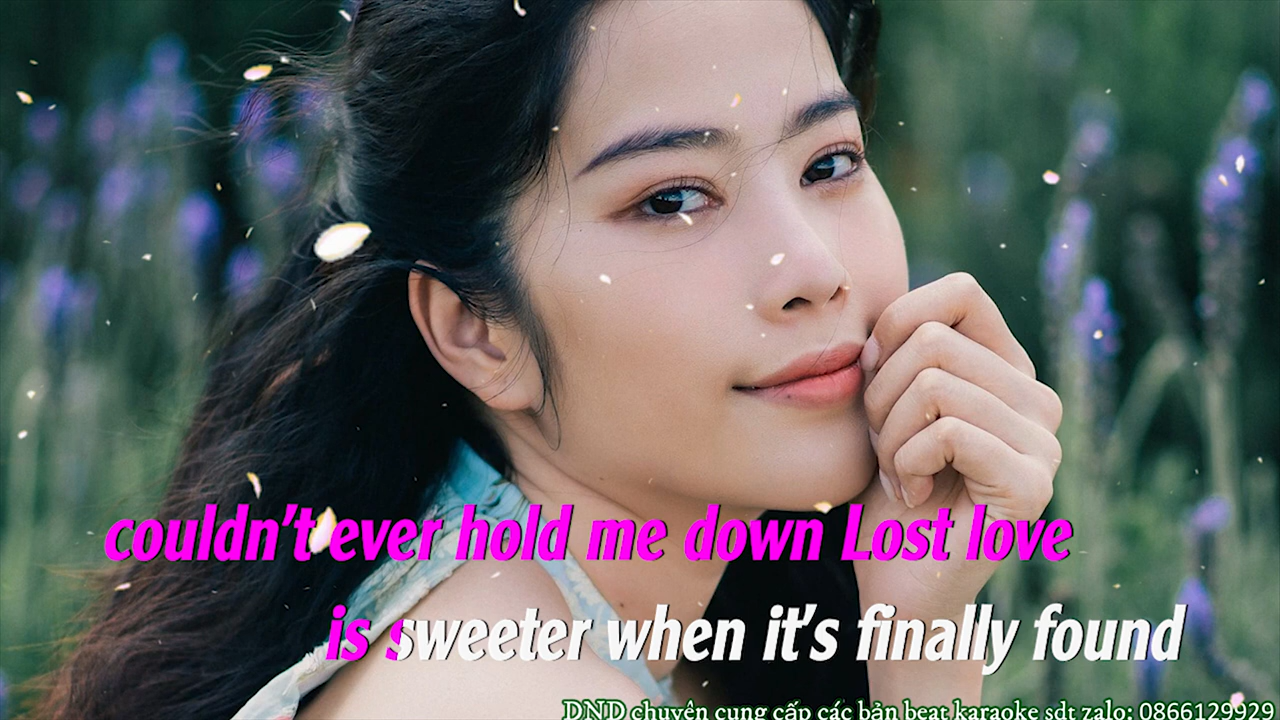 couldn't ever hold me down Lost love
is sweeter when it's finally found
DND chuyên cung cấp các bản beat karaoke sdt zalo: 0866129929